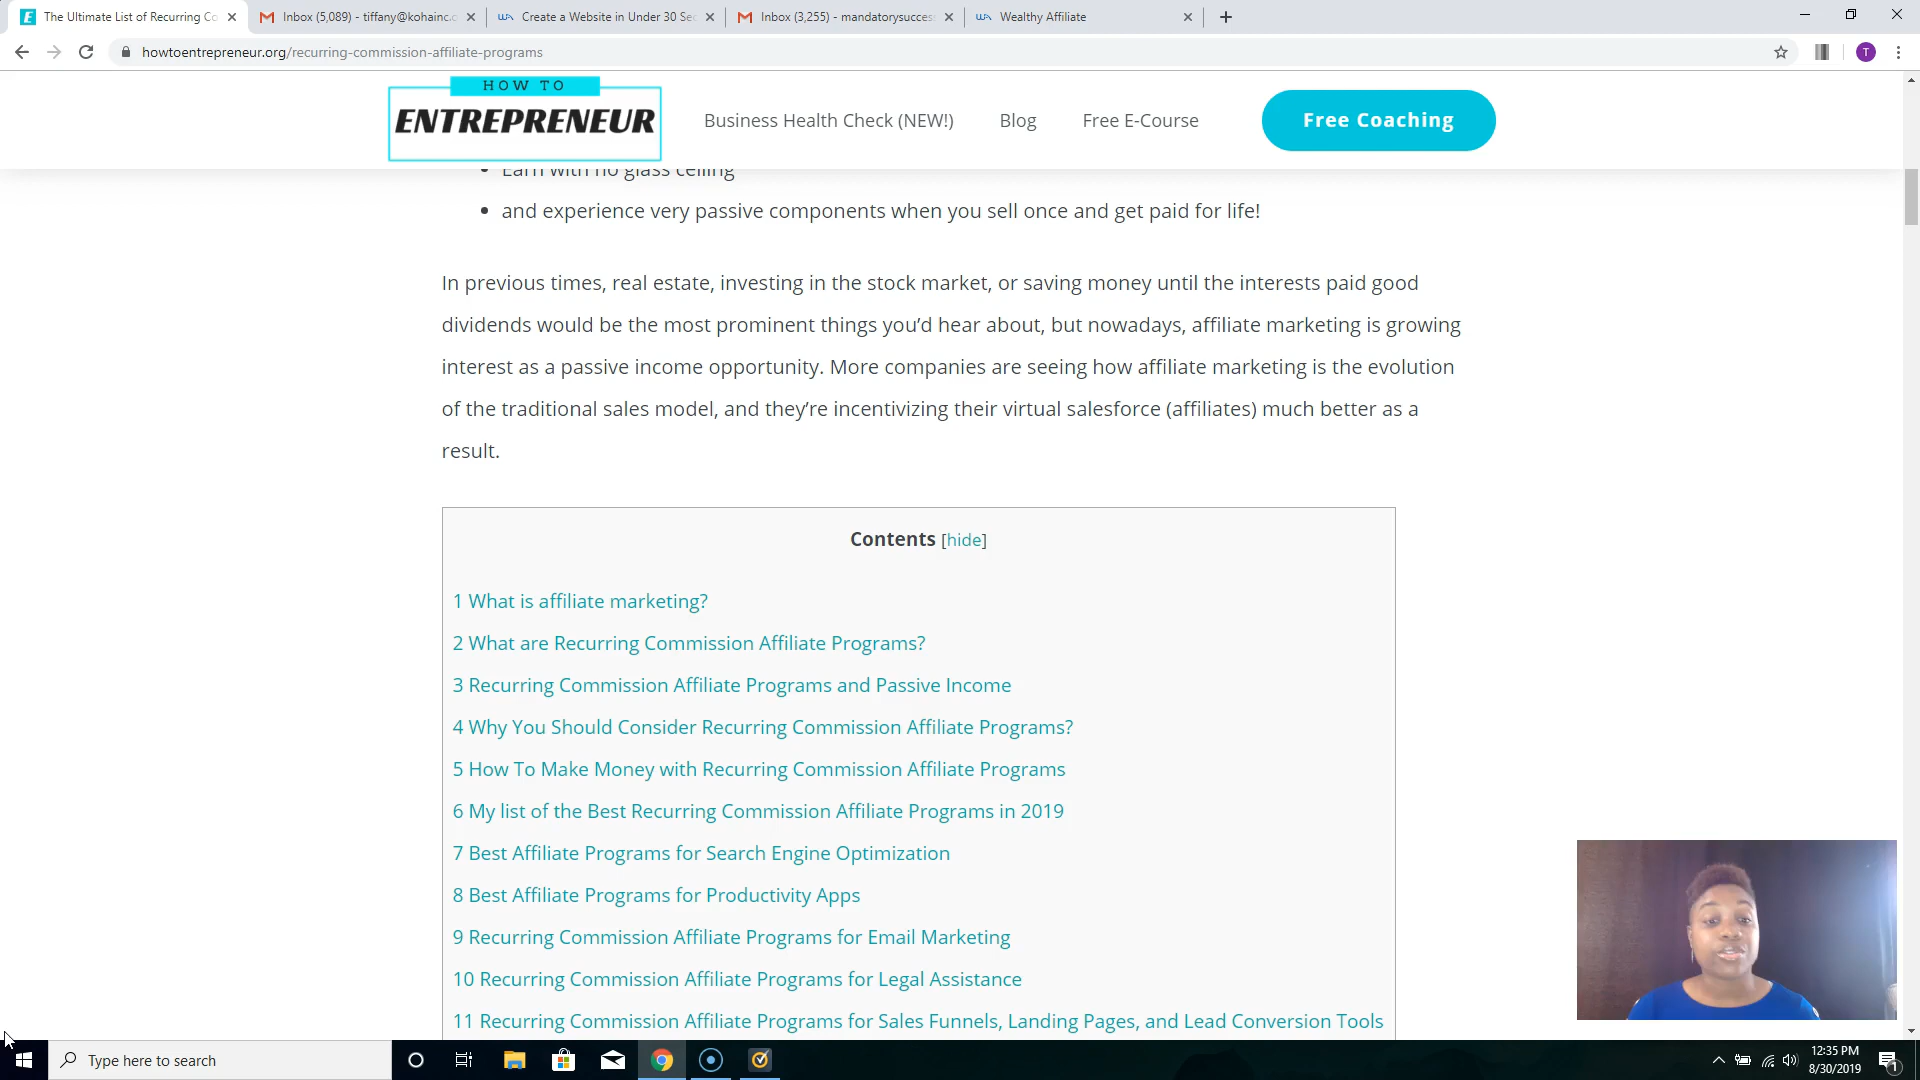 The Ultimate List of Recurring Co
Inbox (5,089) - tiffany@kohainc.c
Create a Website in Under 30 Sec
Inbox (3,255) - mandatorysuccess
Wealthy Affiliate
howtoentrepreneur.org/recurring-commission-affiliate-programs
T
HOW TO
ENTREPRENEUR
Business Health Check (NEW!)
Blog
Free E-Course
Free Coaching
Earn with no glass ceiling
and experience very passive components when you sell once and get paid for life!
In previous times, real estate, investing in the stock market, or saving money until the interests paid good
dividends would be the most prominent things you’d hear about, but nowadays, affiliate marketing is growing
interest as a passive income opportunity. More companies are seeing how affiliate marketing is the evolution
of the traditional sales model, and they’re incentivizing their virtual salesforce (affiliates) much better as a
result.
Contents [hide]
1 What is affiliate marketing?
2 What are Recurring Commission Affiliate Programs?
3 Recurring Commission Affiliate Programs and Passive Income
4 Why You Should Consider Recurring Commission Affiliate Programs?
5 How To Make Money with Recurring Commission Affiliate Programs
6 My list of the Best Recurring Commission Affiliate Programs in 2019
7 Best Affiliate Programs for Search Engine Optimization
8 Best Affiliate Programs for Productivity Apps
9 Recurring Commission Affiliate Programs for Email Marketing
10 Recurring Commission Affiliate Programs for Legal Assistance
11 Recurring Commission Affiliate Programs for Sales Funnels, Landing Pages, and Lead Conversion Tools
Type here to search
12:35 PM
8/30/2019
1